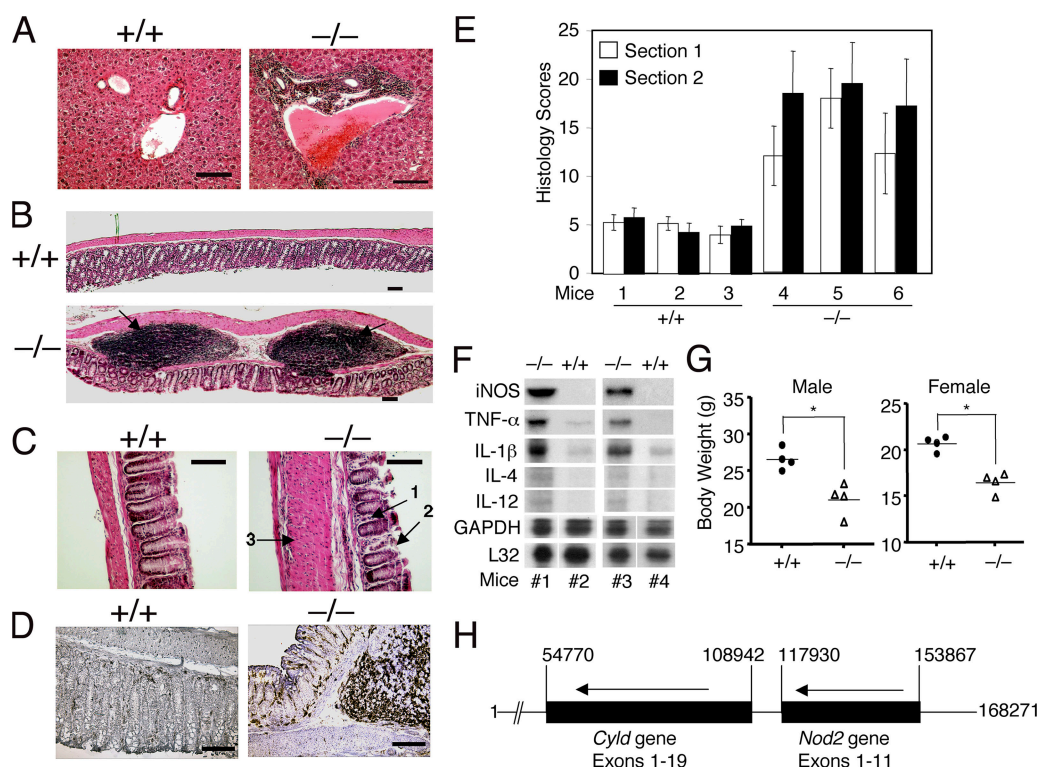 A
+/+
–/–
B
+/+
–/–
C
+/+
–/–
1
2
3
D
+/+
–/–
E
Histology Scores
25
20
15
10
5
0
Section 1
Section 2
Mice 1 2 3 4 5 6
+/+ –/–
F
–/– +/+ –/– +/+
iNOS
TNF-α
IL-1β
IL-4
IL-12
GAPDH
L32
Mice #1 #2 #3 #4
G
Male
Female
Body Weight (g)
35
30
25
20
15
*
+/+ –/–
25
20
15
10
*
+/+ –/–
H
54770 108942 117930 153867
1 // 168271
Cyld gene
Exons 1-19
Nod2 gene
Exons 1-11